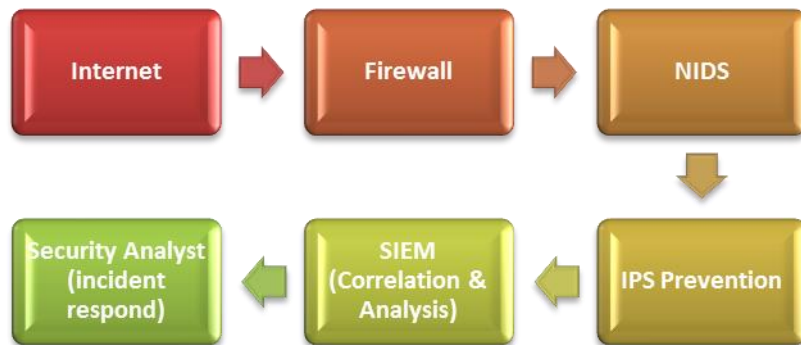 Internet
Firewall
NIDS
IPS Prevention
SIEM
(Correlation &
Analysis)
Security Analyst
(incident
respond)